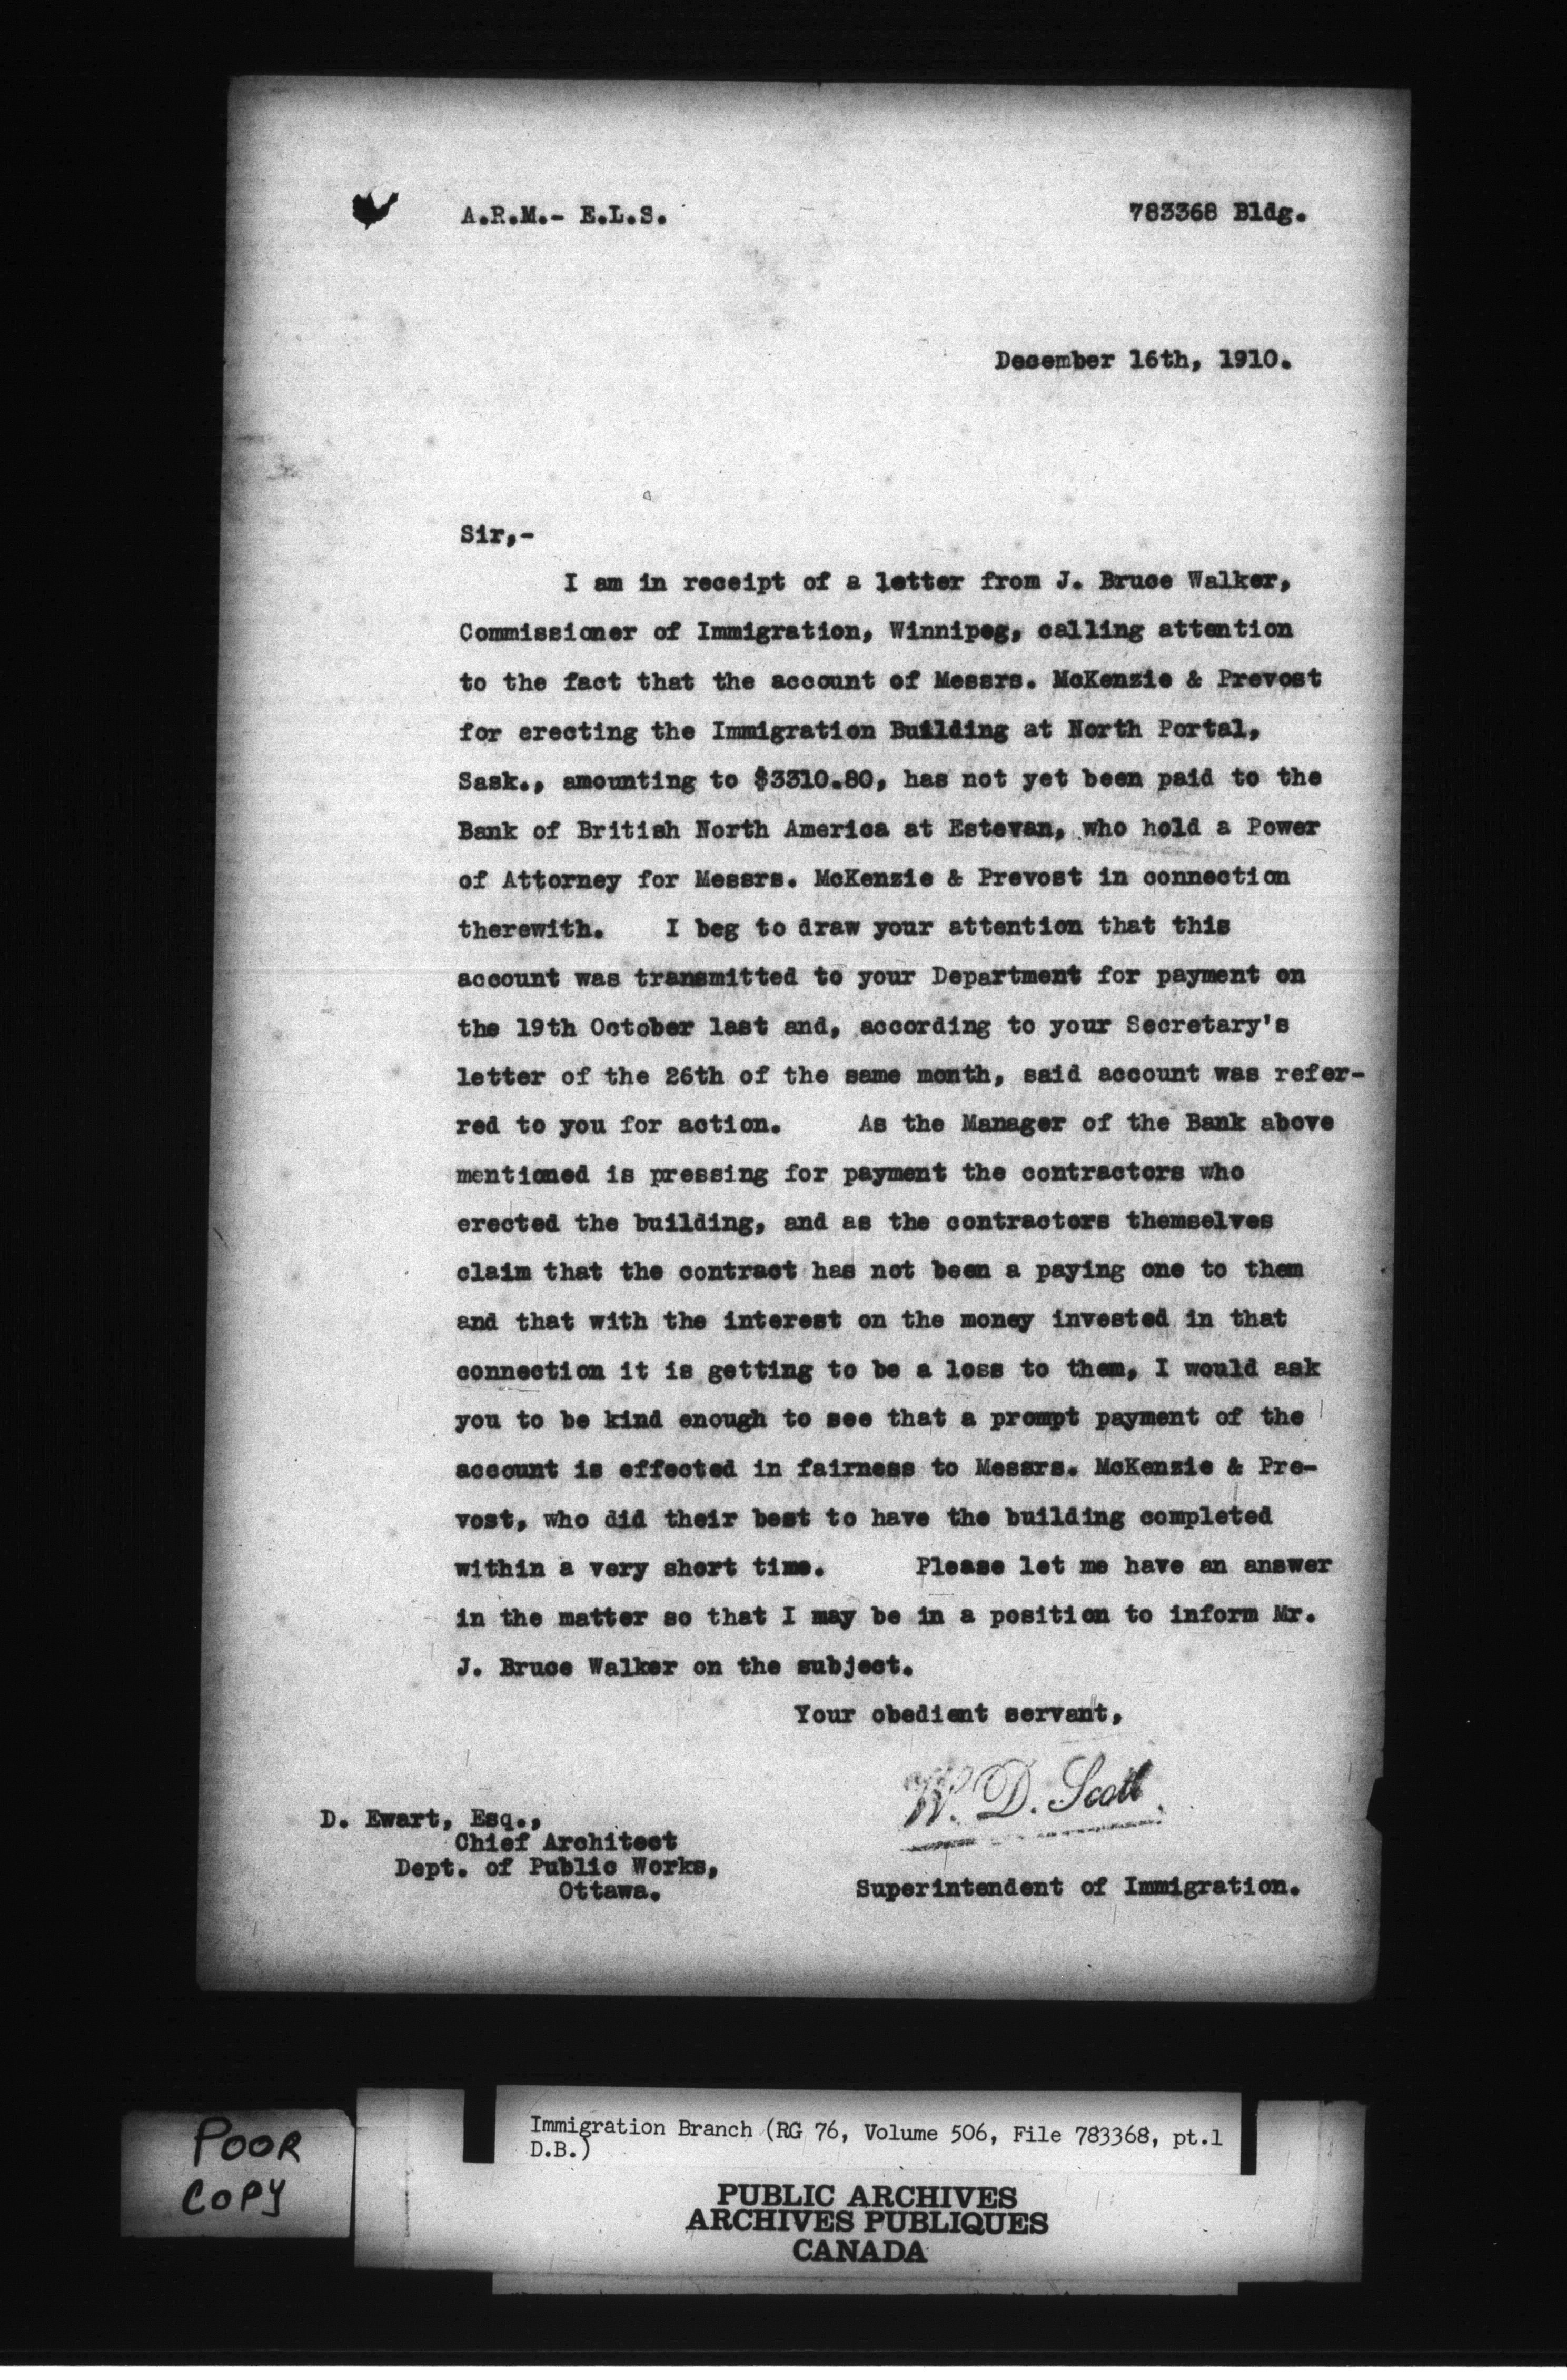 A.R.M.- E.L.S.
783368 Bldg.
December 16th, 1910.
Sir,-
I am in receipt of a letter from J. Bruce Walker,
Commissioner of Immigration, Winnipeg, calling attention
to the fact that the account of Messrs. McKenzie & Prevost
for erecting the Immigration Building at North Portal,
Sask., amounting to $3310.80, has not yet been paid to the
Bank of British North America at Estevan, who hold a Power
of Attorney for Messrs. McKenzie & Prevost in connection
therewith. I beg to draw your attention that this
account was transmitted to your Department for payment on
the 19th October last and, according to your Secretary's
letter of the 26th of the same month, said account was refer-
red to you for action. As the Manager of the Bank above
mentioned is pressing for payment the contractors who
erected the building, and as the contractors themselves
claim that the contract has not been a paying one to them
and that with the interest on the money invested in that
connection it is getting to be a loss to them, I would ask
you to be kind enough to see that a prompt payment of the
account is effected in fairness to Messrs. McKenzie & Pre-
vost, who did their best to have the building completed
within a very short time. Please let me have an answer
in the matter so that I may be in a position to inform Mr.
J. Bruce Walker on the subject.
Your obedient servant,
W. D. Scott
Superintendent of Immigration.
D. Ewart, Esq.,
Chief Architect
Dept. of Public Works,
Ottawa.
POOR
COPY
Immigration Branch (RG 76, Volume 506, File 783368, pt.1
D.B.)
PUBLIC ARCHIVES
ARCHIVES PUBLIQUES
CANADA